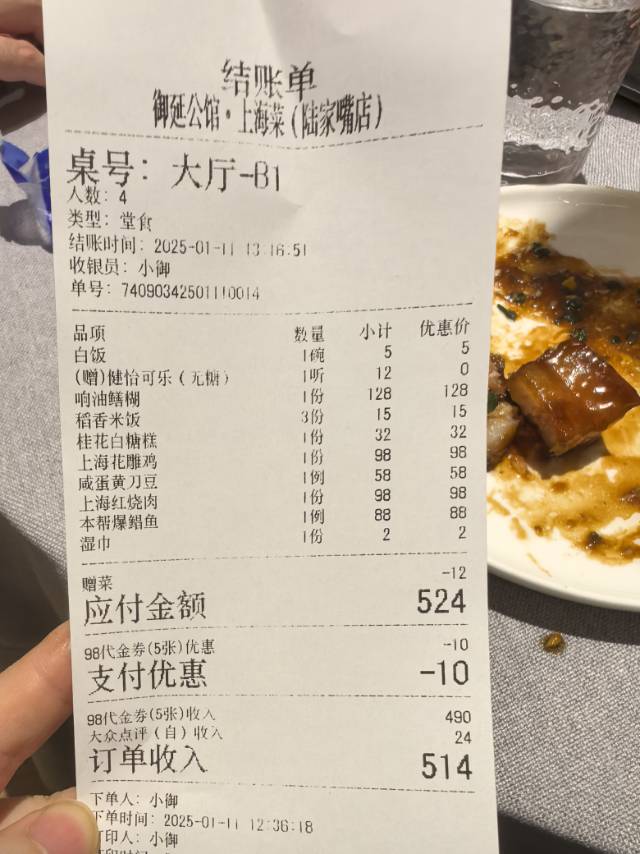 结账单
御延公馆·上海菜(陆家嘴店)
桌号: 大厅-B1
人数: 4
类型: 堂食
结账时间: 2025-01-11 13:16:51
收银员: 小御
单号: 74090342501110014
品项 数量 小计 优惠价
白饭 1碗 5 5
(赠)健怡可乐(无糖) 1听 12 0
响油鳝糊 1份 128 128
稻香米饭 3份 15 15
桂花白糖糕 1份 32 32
上海花雕鸡 1份 98 98
咸蛋黄刀豆 1例 58 58
上海红烧肉 1份 98 98
本帮爆鲳鱼 1例 88 88
湿巾 1份 2 2
赠菜 -12
应付金额 524
98代金券(5张)优惠 -10
支付优惠 -10
98代金券(5张)收入 490
大众点评(自)收入 24
订单收入 514
下单人: 小御
下单时间: 2025-01-11 12:36:18
打印人: 小御